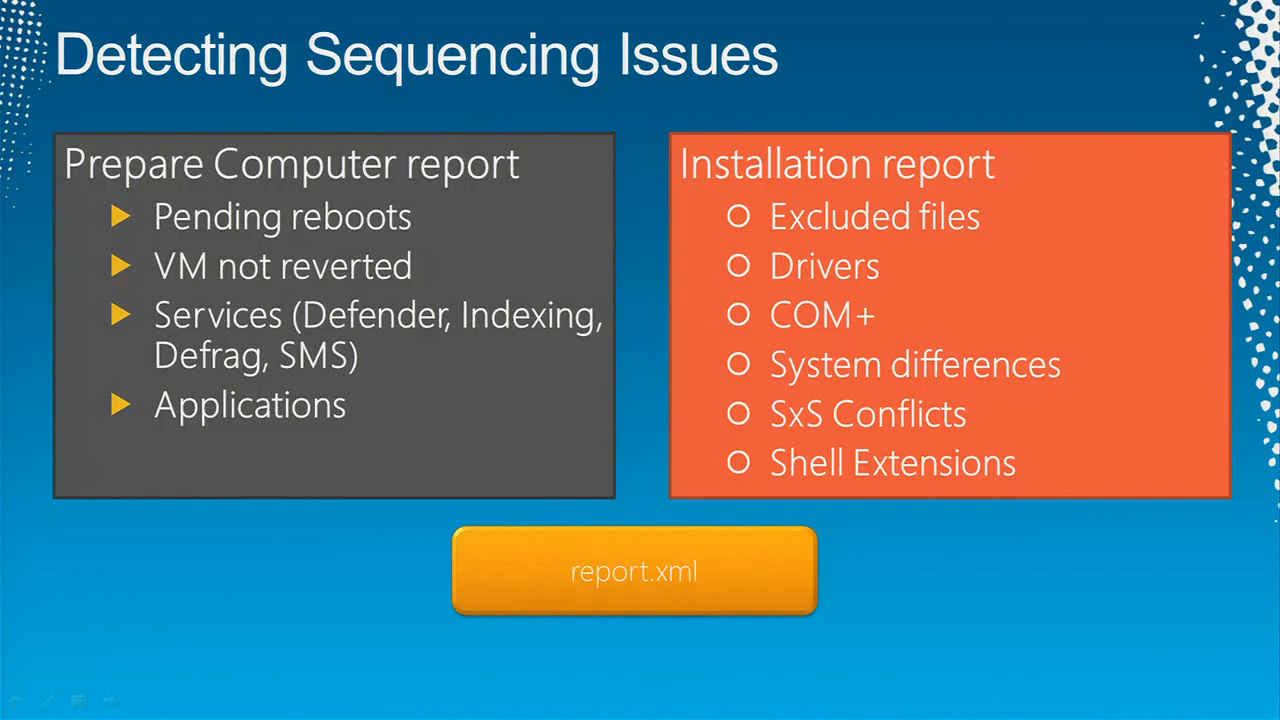 Detecting Sequencing Issues
Prepare Computer report
Pending reboots
VM not reverted
Services (Defender, Indexing,
Defrag, SMS)
Applications
Installation report
Excluded files
Drivers
COM+
System differences
SxS Conflicts
Shell Extensions
report.xml